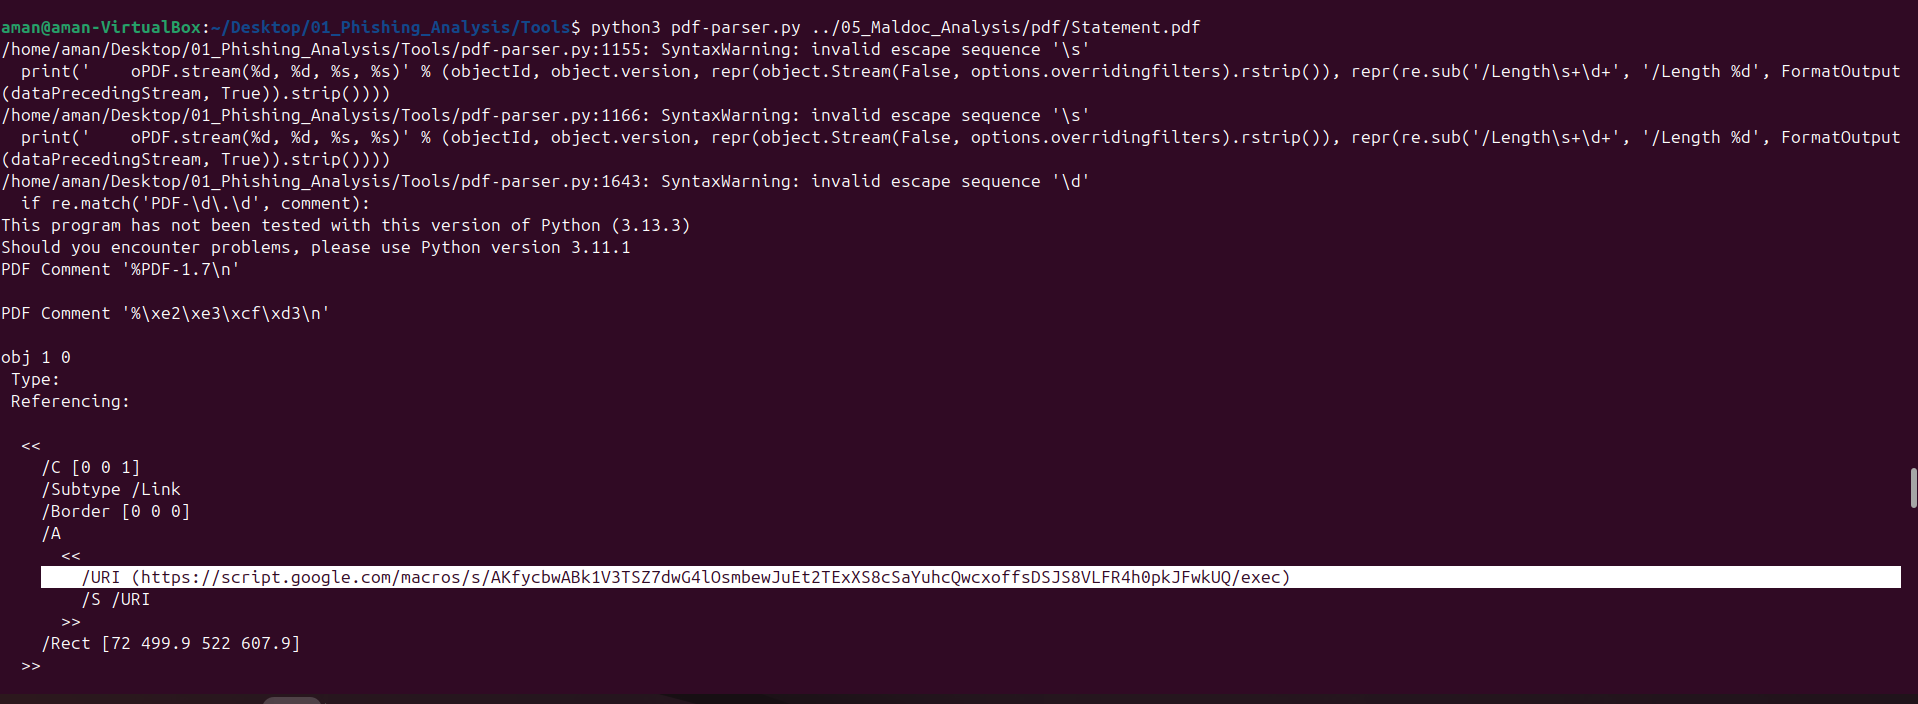 aman@aman-VirtualBox:~/Desktop/01_Phishing_Analysis/Tools$ python3 pdf-parser.py ../05_Maldoc_Analysis/pdf/Statement.pdf
/home/aman/Desktop/01_Phishing_Analysis/Tools/pdf-parser.py:1155: SyntaxWarning: invalid escape sequence '\s'
  print('    oPDF.stream(%d, %d, %s, %s)' % (objectId, object.version, repr(object.Stream(False, options.overridingfilters).rstrip()), repr(re.sub('/Length\s+\d+', '/Length %d', FormatOutput
(dataPrecedingStream, True)).strip())))
/home/aman/Desktop/01_Phishing_Analysis/Tools/pdf-parser.py:1166: SyntaxWarning: invalid escape sequence '\s'
  print('    oPDF.stream(%d, %d, %s, %s)' % (objectId, object.version, repr(object.Stream(False, options.overridingfilters).rstrip()), repr(re.sub('/Length\s+\d+', '/Length %d', FormatOutput
(dataPrecedingStream, True)).strip())))
/home/aman/Desktop/01_Phishing_Analysis/Tools/pdf-parser.py:1643: SyntaxWarning: invalid escape sequence '\d'
  if re.match('PDF-\d\.\d', comment):
This program has not been tested with this version of Python (3.13.3)
Should you encounter problems, please use Python version 3.11.1
PDF Comment '%PDF-1.7\n'

PDF Comment '%\xe2\xe3\xcf\xd3\n'

obj 1 0
 Type:
 Referencing:

  <<
    /C [0 0 1]
    /Subtype /Link
    /Border [0 0 0]
    /A
      <<
        /URI (https://script.google.com/macros/s/AKfycbwABk1V3TSZ7dwG4lOsmbewJuEt2TExXS8cSaYuhcQwcxoffsDSJS8VLFR4h0pkJFwkUQ/exec)
        /S /URI
      >>
    /Rect [72 499.9 522 607.9]
  >>